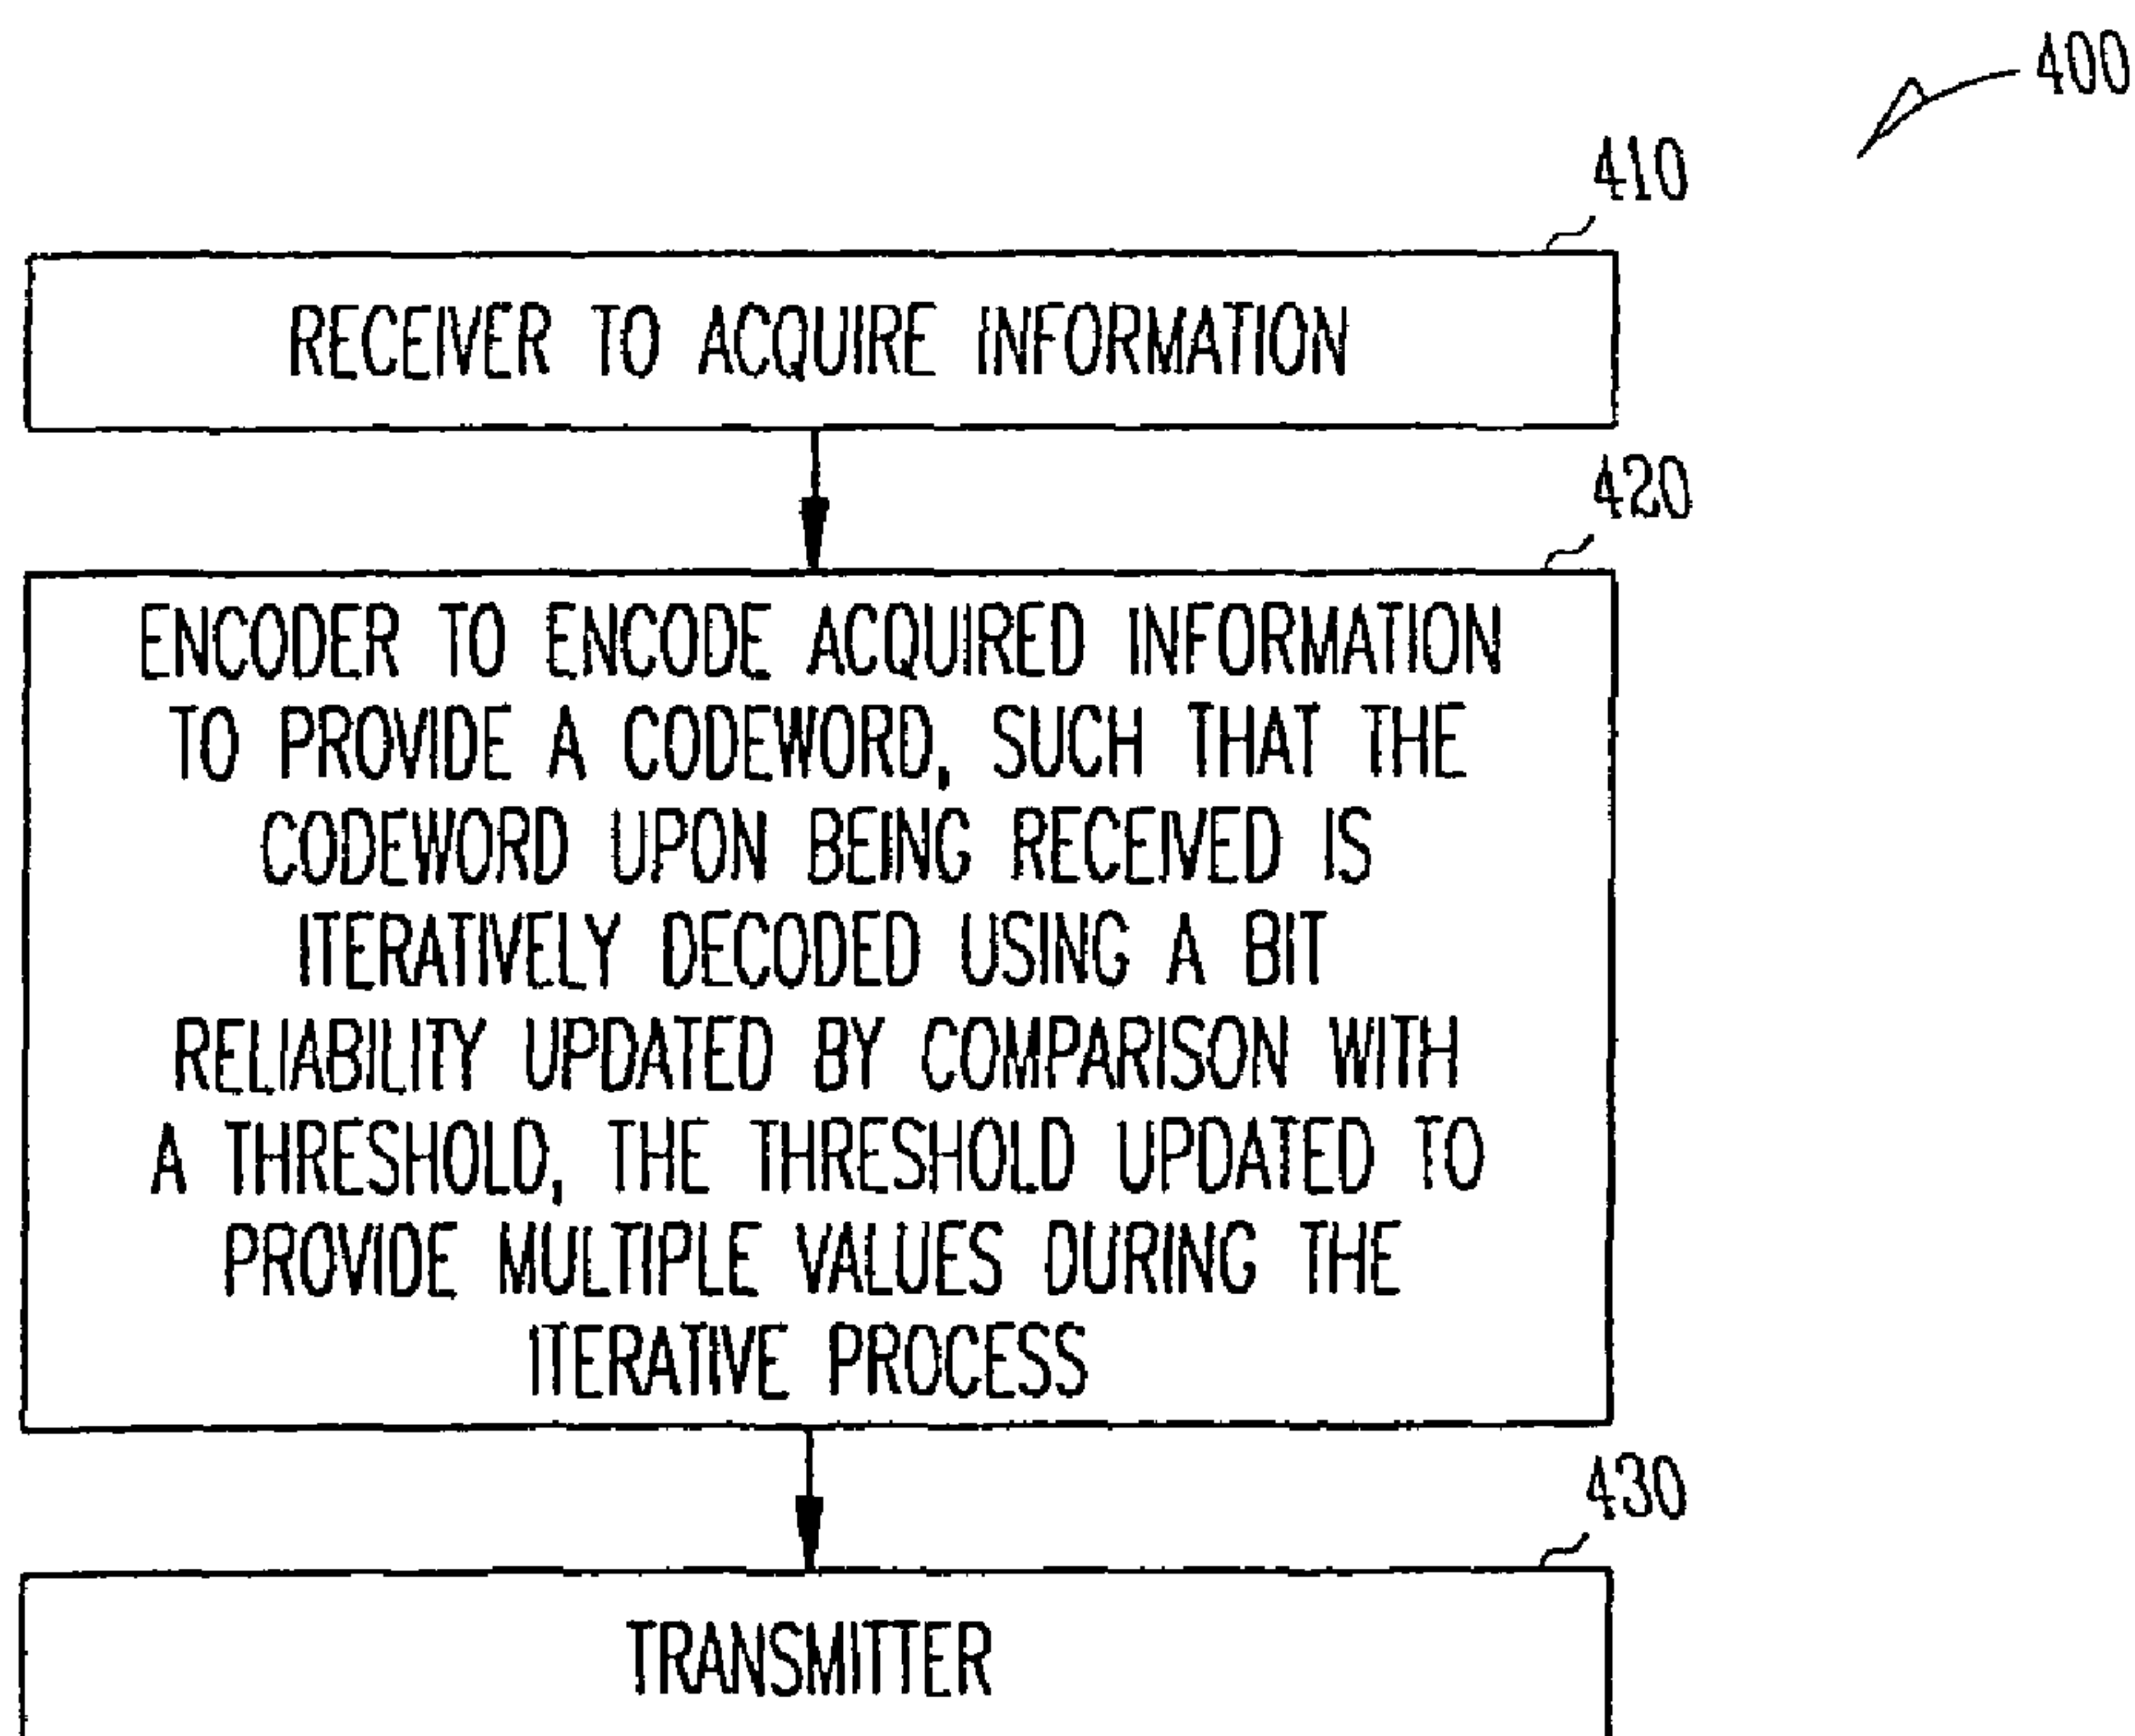 400
410
RECEIVER TO ACQUIRE INFORMATION
420
ENCODER TO ENCODE ACQUIRED INFORMATION
TO PROVIDE A CODEWORD, SUCH THAT THE
CODEWORD UPON BEING RECEIVED IS
ITERATIVELY DECODED USING A BIT
RELIABILITY UPDATED BY COMPARISON WITH
A THRESHOLD, THE THRESHOLD UPDATED TO
PROVIDE MULTIPLE VALUES DURING THE
ITERATIVE PROCESS
430
TRANSMITTER